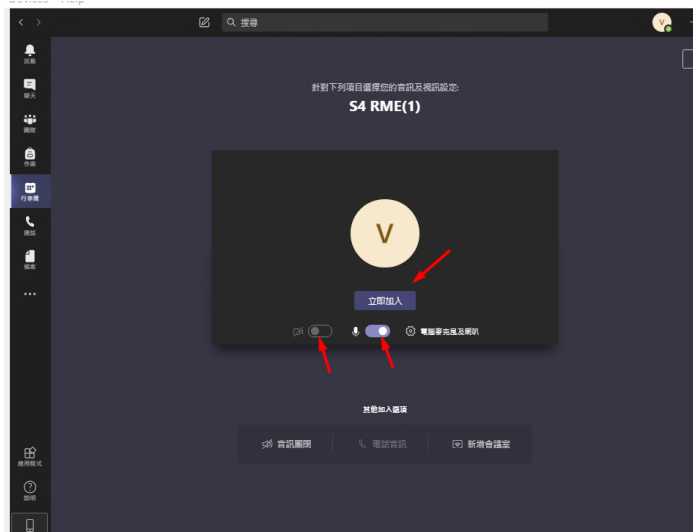 搜尋
V
活動
聊天
團隊
作業
行事曆
通話
檔案
針對下列項目選擇您的音訊及視訊設定:
S4 RME(1)
V
立即加入
電腦麥克風及喇叭
其他加入選項
音訊關閉
電話音訊
新增會議室
應用程式
說明